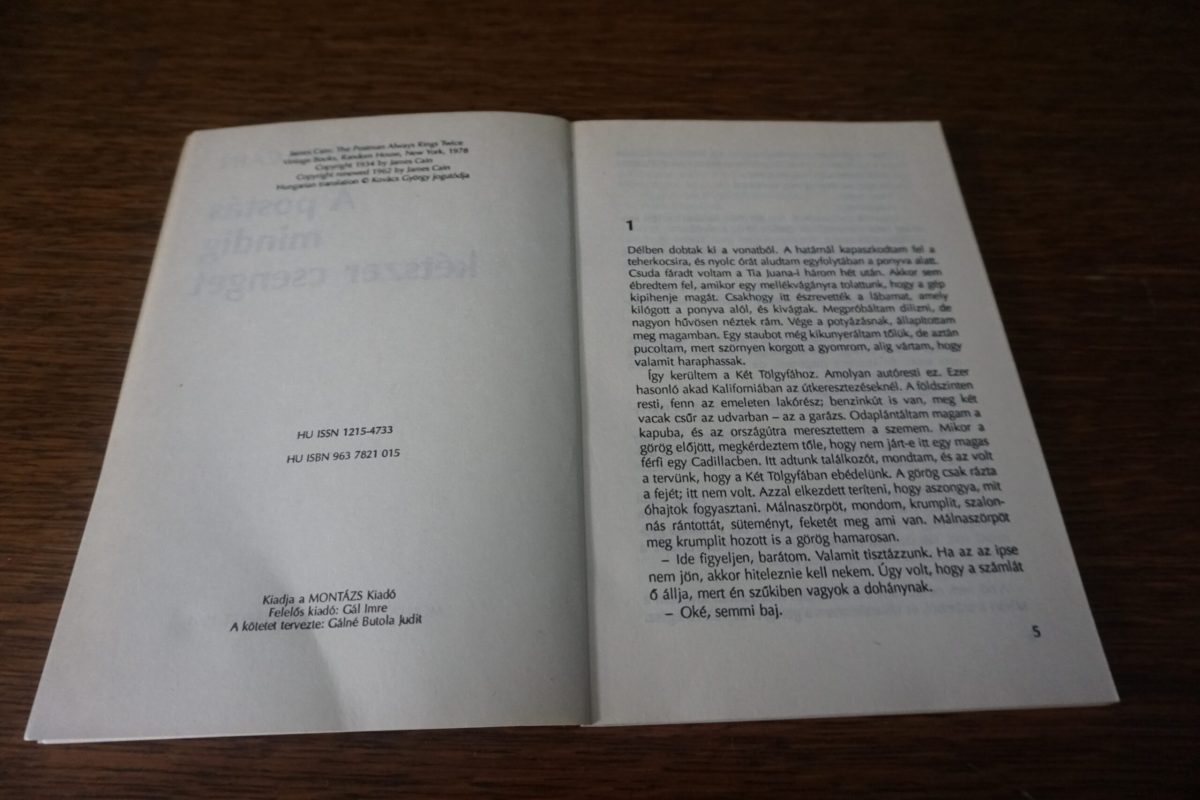 James Cain: The Postman Always Rings Twice
Vintage Books, Random House, New York, 1978
Copyright 1934 by James Cain
Copyright renewed 1962 by James Cain
Hungarian translation © Kovács György jogutódja
A postás
mindig
kétszer csenget
HU ISSN 1215-4733
HU ISBN 963 7821 015
Kiadja a MONTÁZS Kiadó
Felelős kiadó: Gál Imre
A kötetet tervezte: Gálné Butola Judit
1
Délben dobtak ki a vonatból. A határnál kapaszkodtam fel a
teherkocsira, és nyolc órát aludtam egyfolytában a ponyva alatt.
Csuda fáradt voltam a Tia Juana-i három hét után. Akkor sem
ébredtem fel, amikor egy mellékvágányra tolattunk, hogy a gép
kipihenje magát. Csakhogy itt észrevették a lábamat, amely
kilógott a ponyva alól, és kivágtak. Megpróbáltam dilizni, de
nagyon hűvösen néztek rám. Vége a potyázásnak, állapítottam
meg magamban. Egy staubot még kikunyeráltam tőlük, de aztán
pucoltam, mert szörnyen korgott a gyomrom, alig vártam, hogy
valamit haraphassak.
Így kerültem a Két Tölgyfához. Amolyan autóresti ez. Ezer
hasonló akad Kaliforniában az útkeresztezéseknél. A földszinten
resti, fenn az emeleten lakórész; benzinkút is van, meg két
vacak csűr az udvarban – az a garázs. Odaplántáltam magam a
kapuba, és az országútra meresztettem a szemem. Mikor a
görög előjött, megkérdeztem tőle, hogy nem járt-e itt egy magas
férfi egy Cadillacben. Itt adtunk találkozót, mondtam, és az volt
a tervünk, hogy a Két Tölgyfában ebédelünk. A görög csak rázta
a fejét; itt nem volt. Azzal elkezdett teríteni, hogy aszongya, mit
óhajtok fogyasztani. Málnaszörpöt, mondom, krumplit, szalon-
nás rántottát, süteményt, feketét meg ami van. Málnaszörpöt
meg krumplit hozott is a görög hamarosan.
– Ide figyeljen, barátom. Valamit tisztázzunk. Ha az az ipse
nem jön, akkor hiteleznie kell nekem. Úgy volt, hogy a számlát
ő állja, mert én szűkiben vagyok a dohánynak.
– Oké, semmi baj.
5